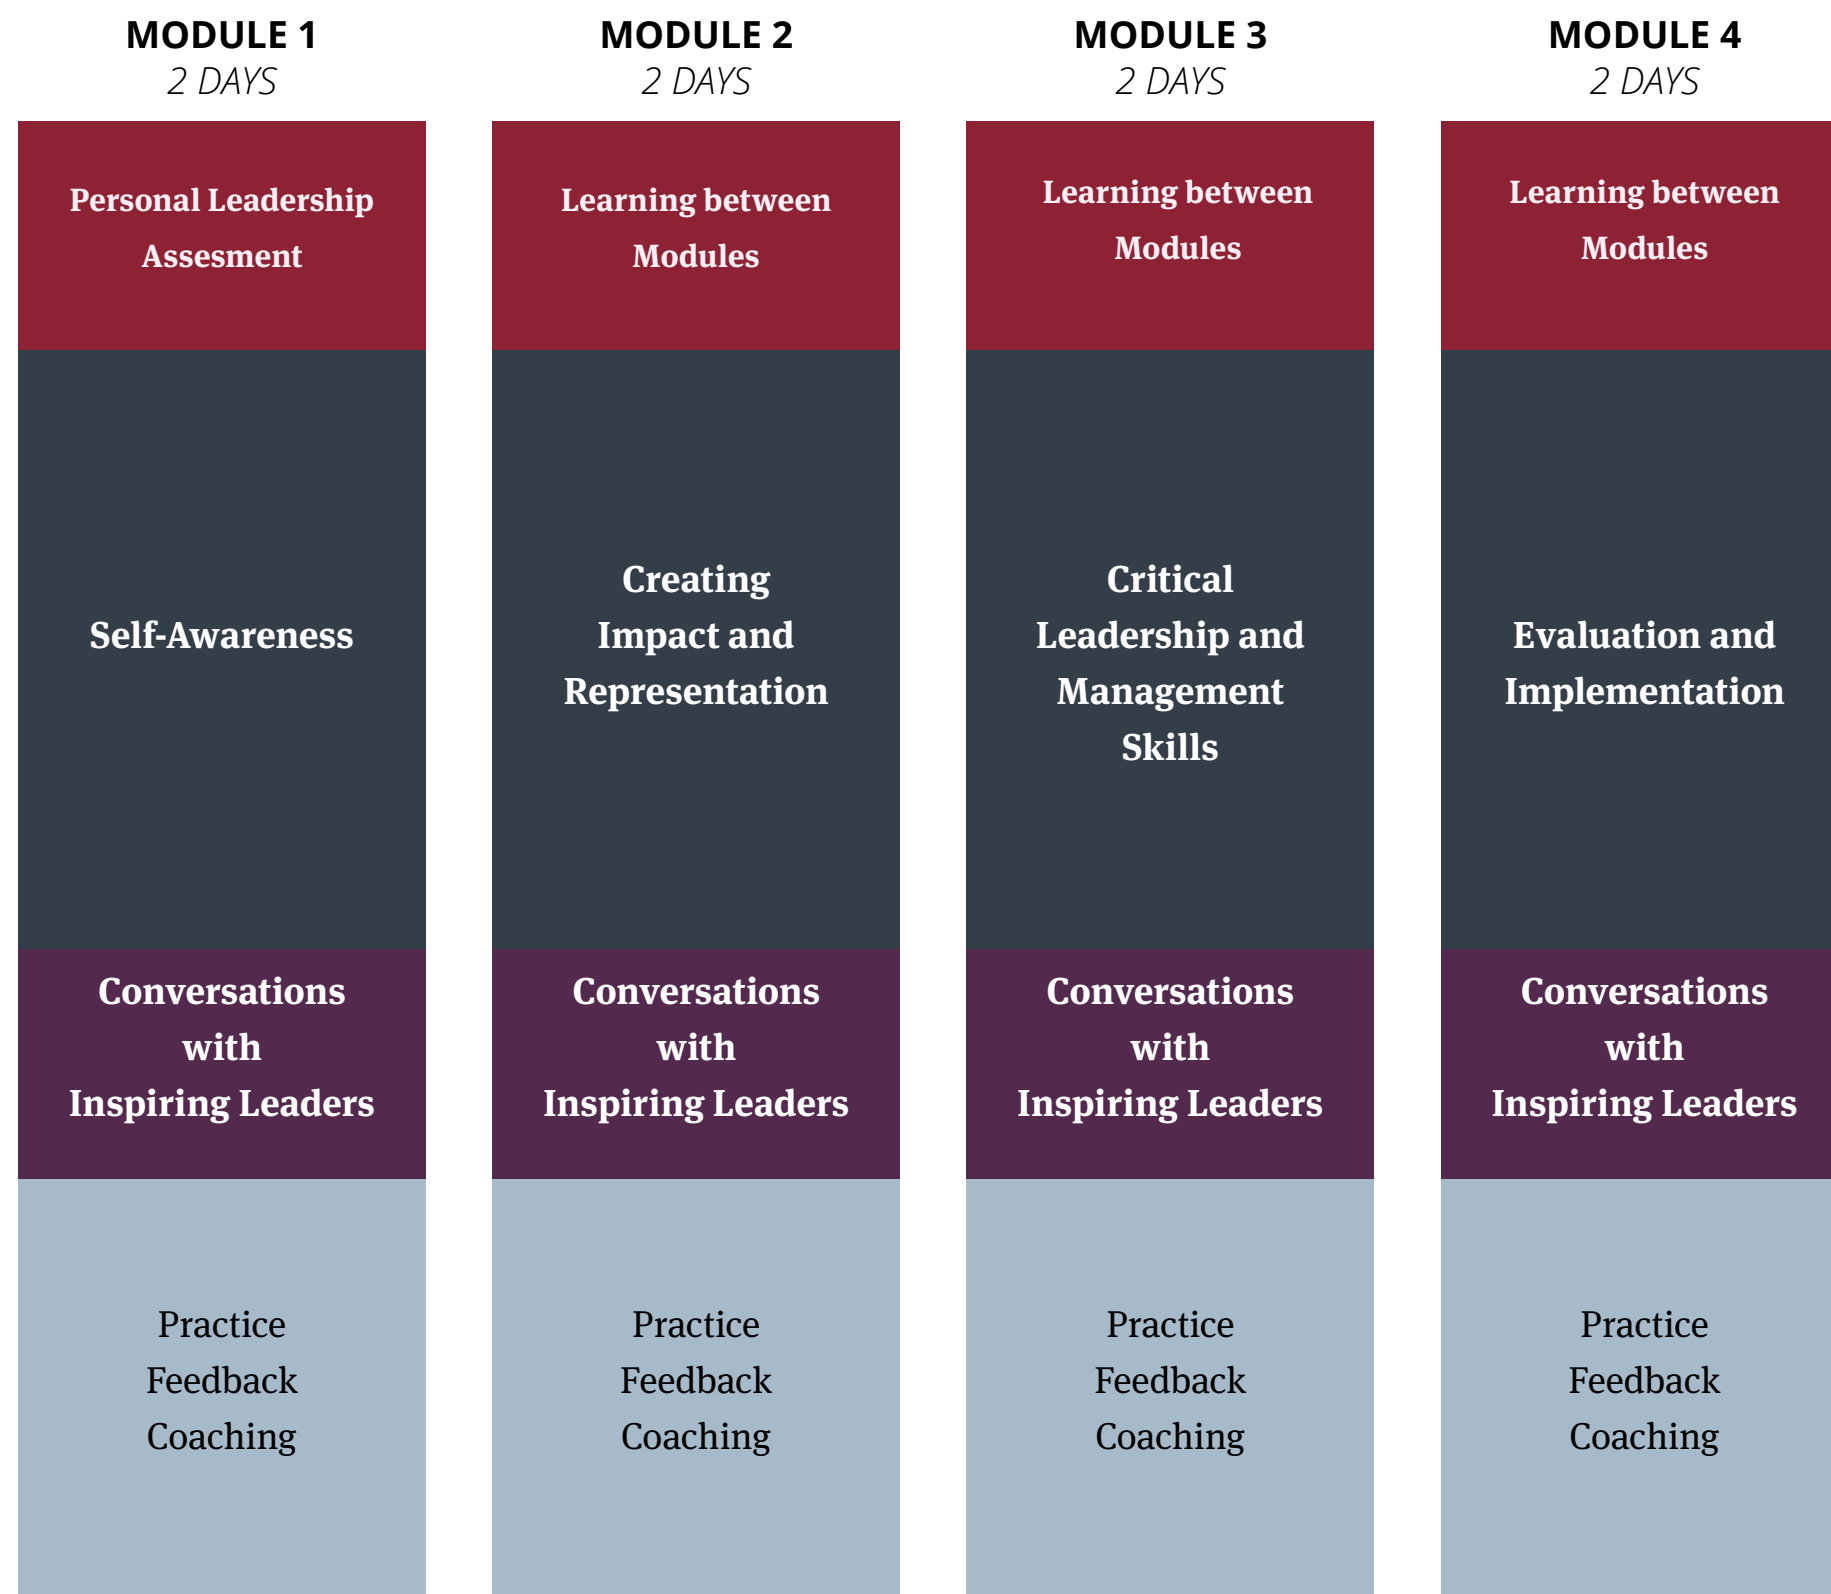 MODULE 1
2 DAYS
Personal Leadership
Assesment
Self-Awareness
Conversations
with
Inspiring Leaders
Practice
Feedback
Coaching
MODULE 2
2 DAYS
Learning between
Modules
Creating
Impact and
Representation
Conversations
with
Inspiring Leaders
Practice
Feedback
Coaching
MODULE 3
2 DAYS
Learning between
Modules
Critical
Leadership and
Management
Skills
Conversations
with
Inspiring Leaders
Practice
Feedback
Coaching
MODULE 4
2 DAYS
Learning between
Modules
Evaluation and
Implementation
Conversations
with
Inspiring Leaders
Practice
Feedback
Coaching